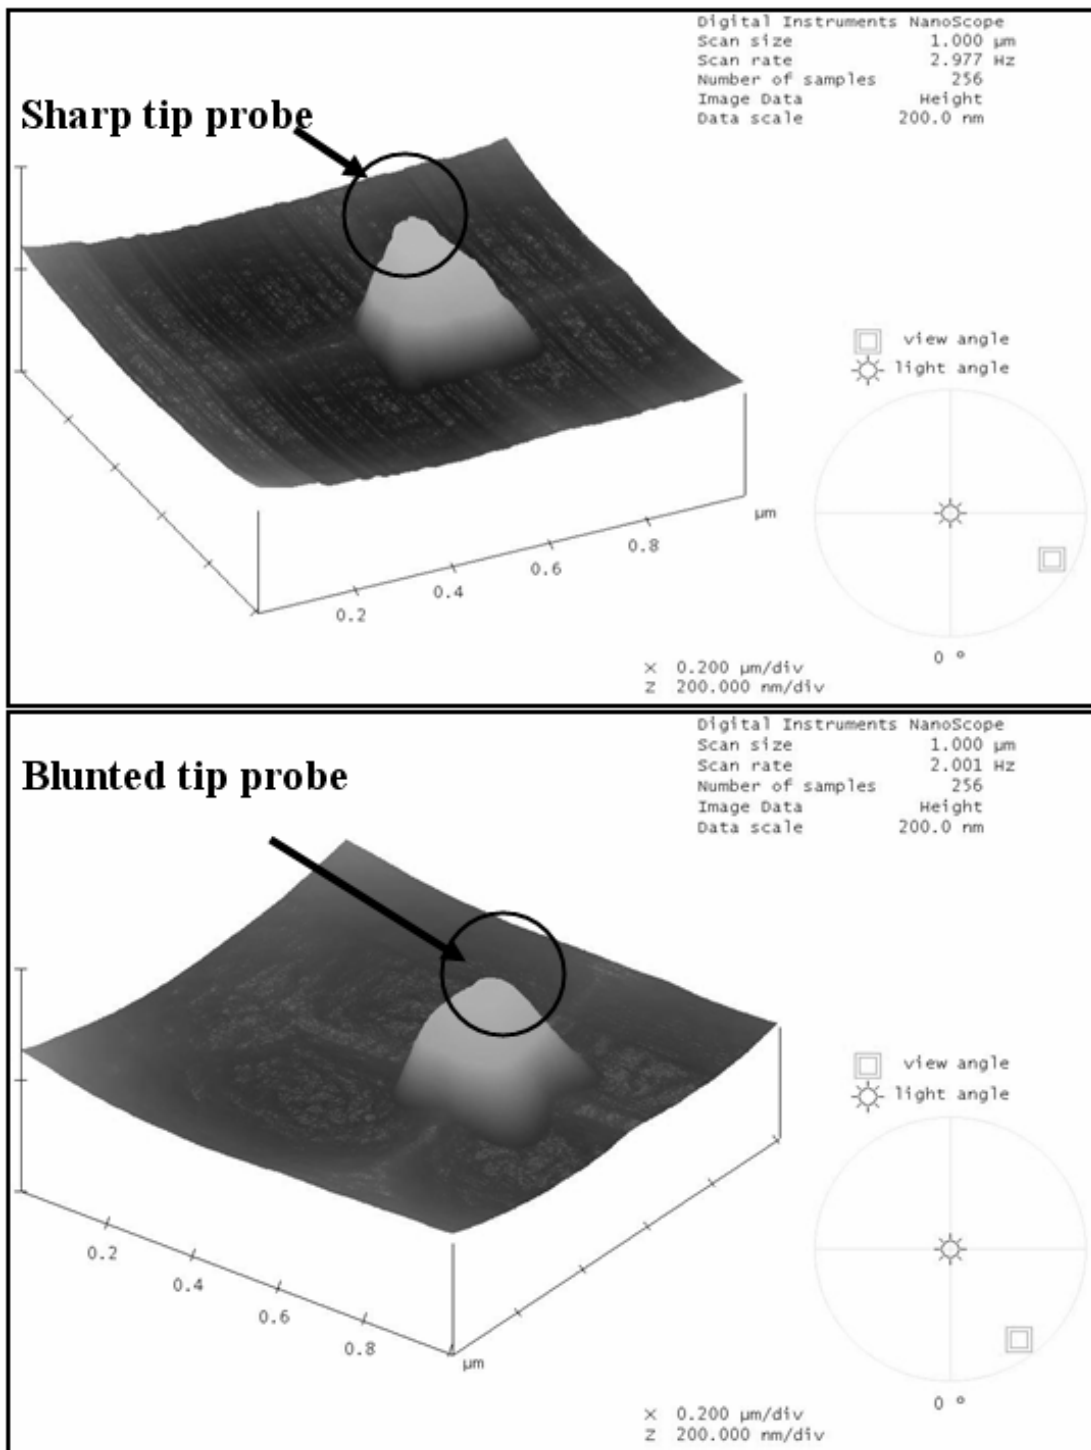 Digital Instruments NanoScope
Scan size 1.000 µm
Scan rate 2.977 Hz
Number of samples 256
Image Data Height
Data scale 200.0 nm
Sharp tip probe
view angle
light angle
µm
0.8
0.6
0.4
0.2
0 º
X 0.200 µm/div
Z 200.000 nm/div
Digital Instruments NanoScope
Scan size 1.000 µm
Scan rate 2.001 Hz
Number of samples 256
Image Data Height
Data scale 200.0 nm
Blunted tip probe
view angle
light angle
0.2
0.4
0.6
0.8
µm
0 º
X 0.200 µm/div
Z 200.000 nm/div